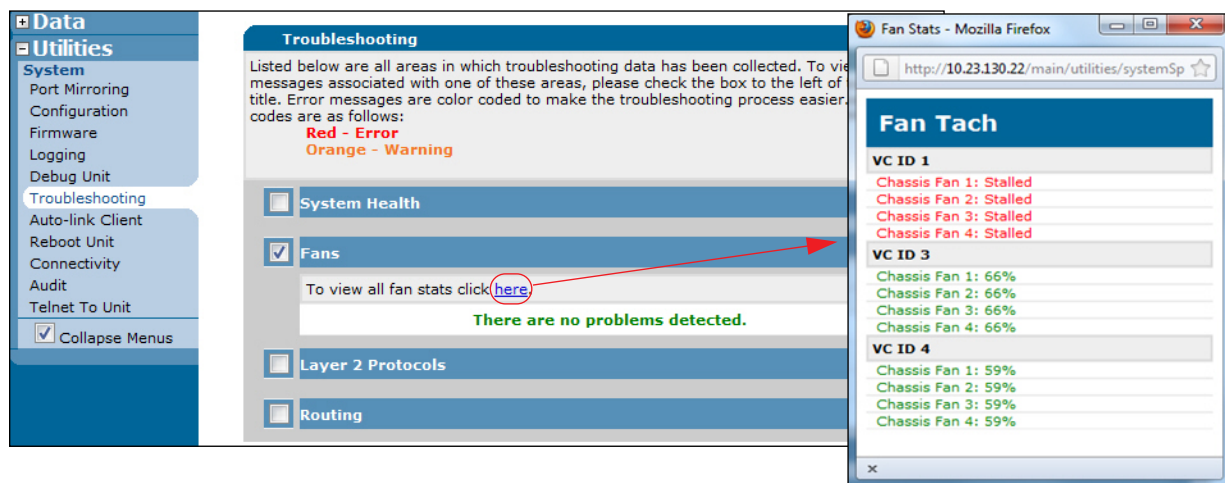 Data
Utilities
System
Port Mirroring
Configuration
Firmware
Logging
Debug Unit
Troubleshooting
Auto-link Client
Reboot Unit
Connectivity
Audit
Telnet To Unit
Collapse Menus
Troubleshooting
Listed below are all areas in which troubleshooting data has been collected. To vie
messages associated with one of these areas, please check the box to the left of
title. Error messages are color coded to make the troubleshooting process easier.
codes are as follows:
Red - Error
Orange - Warning
System Health
Fans
To view all fan stats click here.
There are no problems detected.
Layer 2 Protocols
Routing
Fan Stats - Mozilla Firefox
http://10.23.130.22/main/utilities/systemSp
Fan Tach
VC ID 1
Chassis Fan 1: Stalled
Chassis Fan 2: Stalled
Chassis Fan 3: Stalled
Chassis Fan 4: Stalled
VC ID 3
Chassis Fan 1: 66%
Chassis Fan 2: 66%
Chassis Fan 3: 66%
Chassis Fan 4: 66%
VC ID 4
Chassis Fan 1: 59%
Chassis Fan 2: 59%
Chassis Fan 3: 59%
Chassis Fan 4: 59%